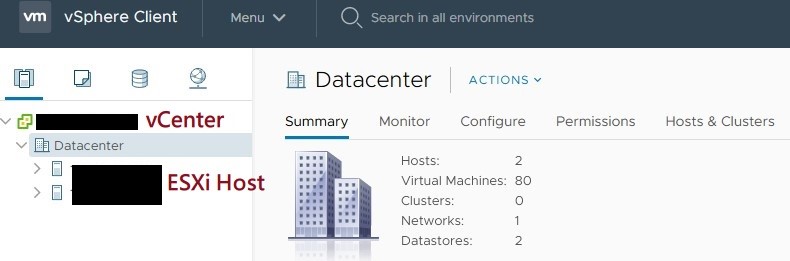 vm vSphere Client Menu Search in all environments
vCenter
Datacenter
ESXi Host
Datacenter ACTIONS
Summary Monitor Configure Permissions Hosts & Clusters
Hosts: 2
Virtual Machines: 80
Clusters: 0
Networks: 1
Datastores: 2